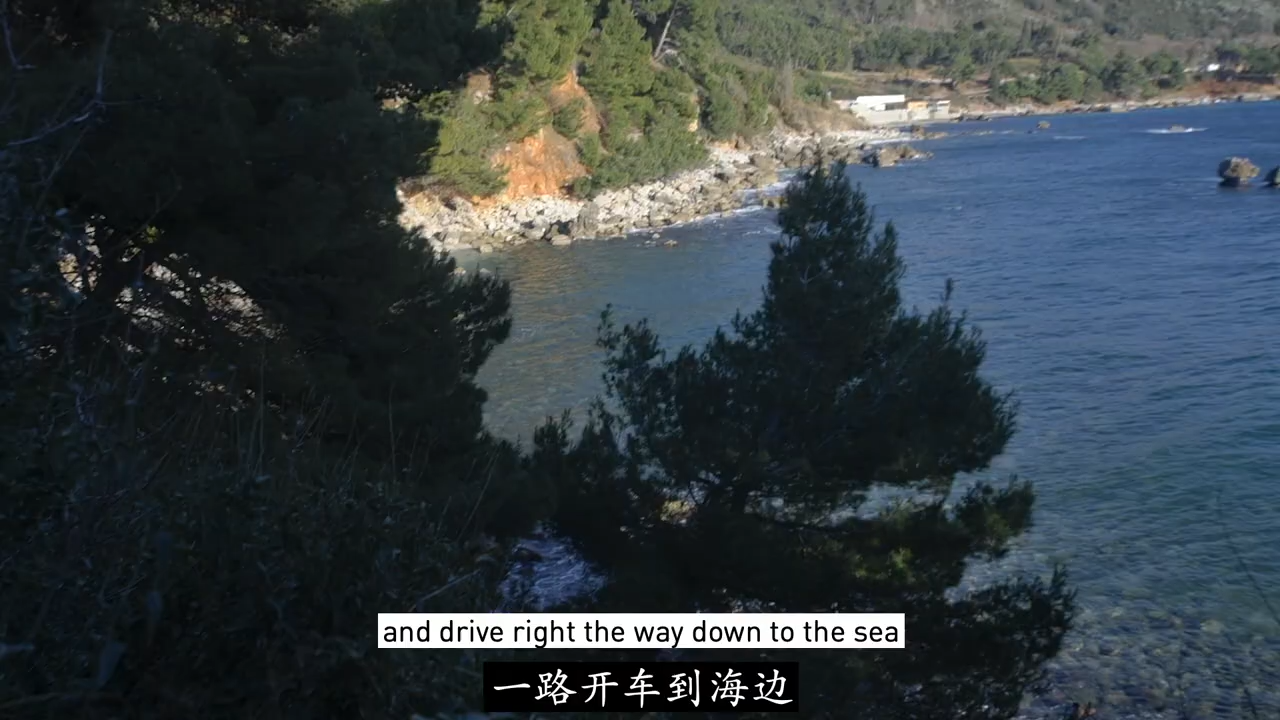 and drive right the way down to the sea
一路开车到海边